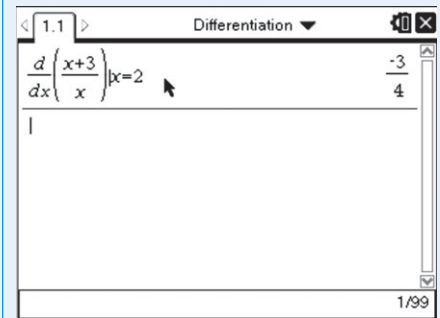 1.1 Differentiation
d/dx((x+3)/x)|x=2 -3/4
1/99